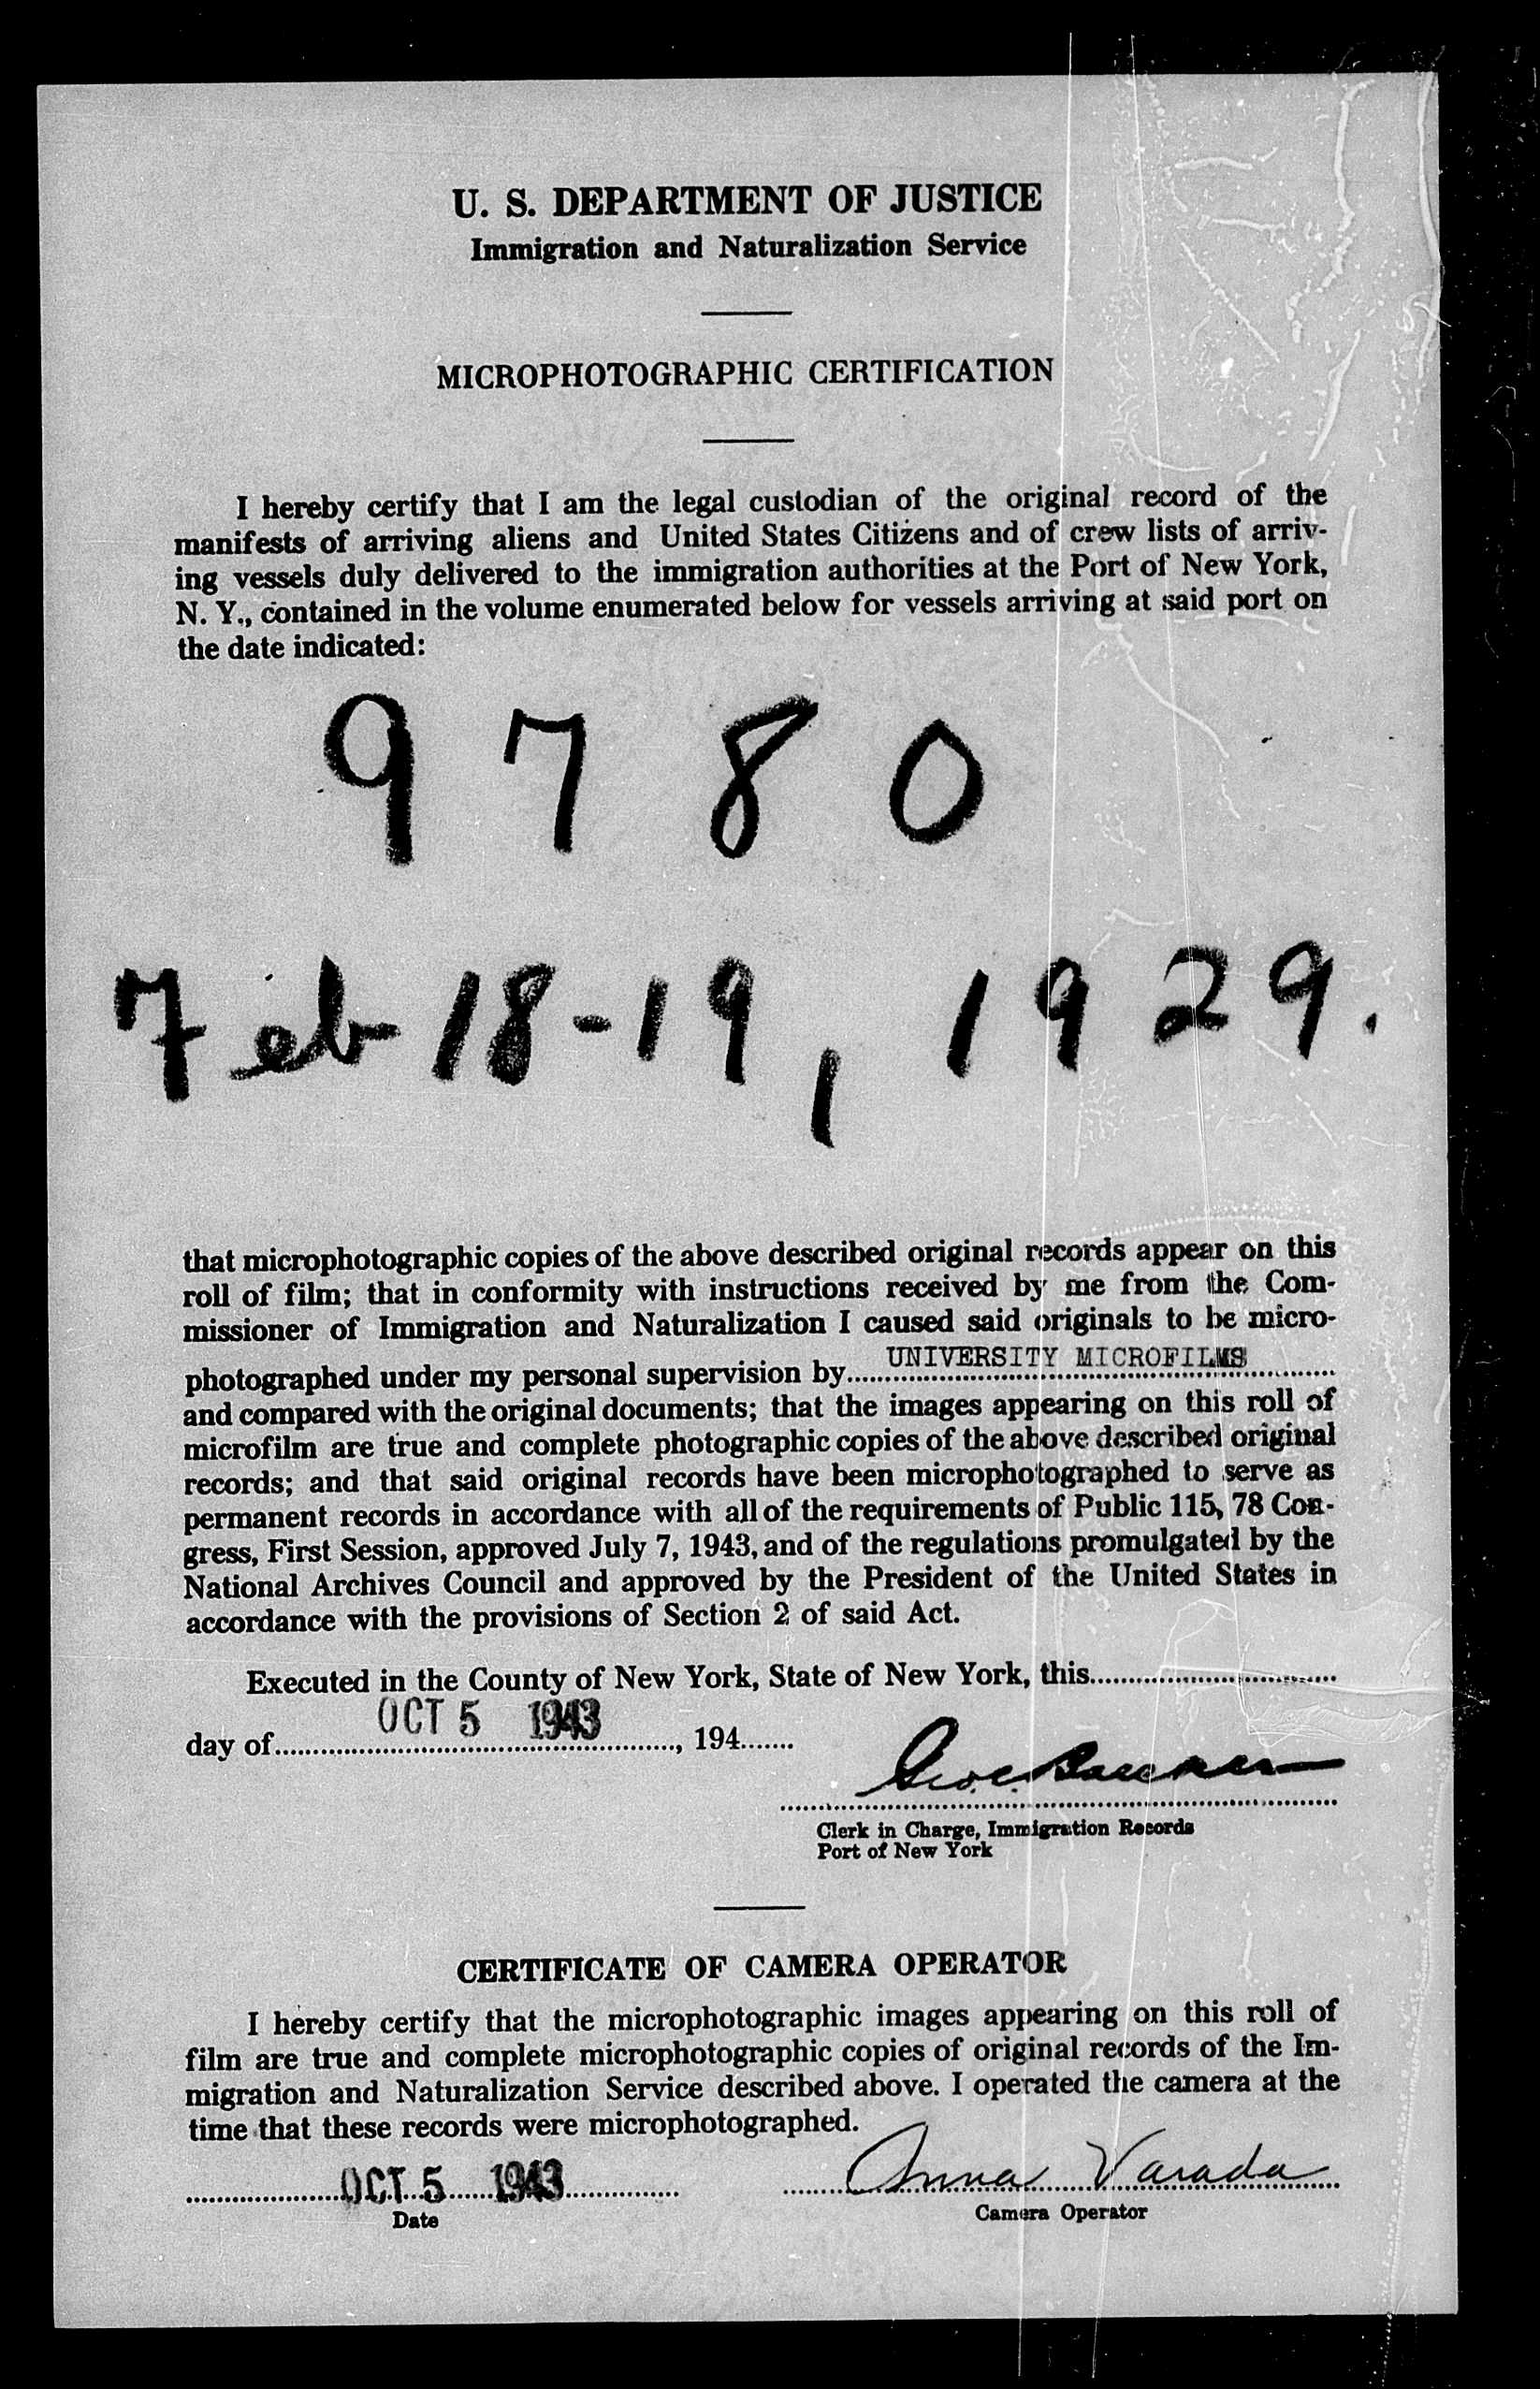 U. S. DEPARTMENT OF JUSTICE
Immigration and Naturalization Service
MICROPHOTOGRAPHIC CERTIFICATION
I hereby certify that I am the legal custodian of the original record of the
manifests of arriving aliens and United States Citizens and of crew lists of arriv-
ing vessels duly delivered to the immigration authorities at the Port of New York,
N. Y., contained in the volume enumerated below for vessels arriving at said port on
the date indicated:
9780
Feb 18-19, 1929.
that microphotographic copies of the above described original records appear on this
roll of film; that in conformity with instructions received by me from the Com-
missioner of Immigration and Naturalization I caused said originals to be micro-
photographed under my personal supervision by UNIVERSITY MICROFILMS
and compared with the original documents; that the images appearing on this roll of
microfilm are true and complete photographic copies of the above described original
records; and that said original records have been microphotographed to serve as
permanent records in accordance with all of the requirements of Public 115, 78 Con-
gress, First Session, approved July 7, 1943, and of the regulations promulgated by the
National Archives Council and approved by the President of the United States in
accordance with the provisions of Section 2 of said Act.
Executed in the County of New York, State of New York, this
day of OCT 5 1943, 194
Clerk in Charge, Immigration Records
Port of New York
CERTIFICATE OF CAMERA OPERATOR
I hereby certify that the microphotographic images appearing on this roll of
film are true and complete microphotographic copies of original records of the Im-
migration and Naturalization Service described above. I operated the camera at the
time that these records were microphotographed.
OCT 5 1943 Anna Varada
Date Camera Operator